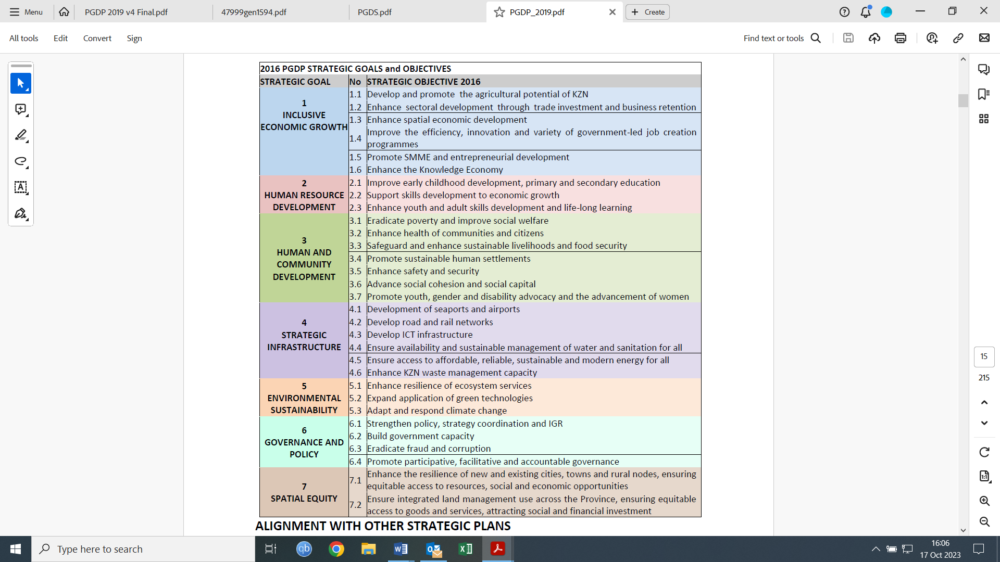 Menu
PGDP 2019 v4 Final.pdf
47999gen1594.pdf
PGDS.pdf
PGDP_2019.pdf
Create
All tools
Edit
Convert
Sign
Find text or tools
2016 PGDP STRATEGIC GOALS and OBJECTIVES
STRATEGIC GOAL No STRATEGIC OBJECTIVE 2016
1
INCLUSIVE
ECONOMIC GROWTH
1.1 Develop and promote the agricultural potential of KZN
1.2 Enhance sectoral development through trade investment and business retention
1.3 Enhance spatial economic development
1.4 Improve the efficiency, innovation and variety of government-led job creation
programmes
1.5 Promote SMME and entrepreneurial development
1.6 Enhance the Knowledge Economy
2
HUMAN RESOURCE
DEVELOPMENT
2.1 Improve early childhood development, primary and secondary education
2.2 Support skills development to economic growth
2.3 Enhance youth and adult skills development and life-long learning
3
HUMAN AND
COMMUNITY
DEVELOPMENT
3.1 Eradicate poverty and improve social welfare
3.2 Enhance health of communities and citizens
3.3 Safeguard and enhance sustainable livelihoods and food security
3.4 Promote sustainable human settlements
3.5 Enhance safety and security
3.6 Advance social cohesion and social capital
3.7 Promote youth, gender and disability advocacy and the advancement of women
4
STRATEGIC
INFRASTRUCTURE
4.1 Development of seaports and airports
4.2 Develop road and rail networks
4.3 Develop ICT infrastructure
4.4 Ensure availability and sustainable management of water and sanitation for all
4.5 Ensure access to affordable, reliable, sustainable and modern energy for all
4.6 Enhance KZN waste management capacity
5
ENVIRONMENTAL
SUSTAINABILITY
5.1 Enhance resilience of ecosystem services
5.2 Expand application of green technologies
5.3 Adapt and respond climate change
6
GOVERNANCE AND
POLICY
6.1 Strengthen policy, strategy coordination and IGR
6.2 Build government capacity
6.3 Eradicate fraud and corruption
6.4 Promote participative, facilitative and accountable governance
7
SPATIAL EQUITY
7.1 Enhance the resilience of new and existing cities, towns and rural nodes, ensuring
equitable access to resources, social and economic opportunities
7.2 Ensure integrated land management use across the Province, ensuring equitable
access to goods and services, attracting social and financial investment
ALIGNMENT WITH OTHER STRATEGIC PLANS
15
215
Type here to search
qb
16:06
17 Oct 2023